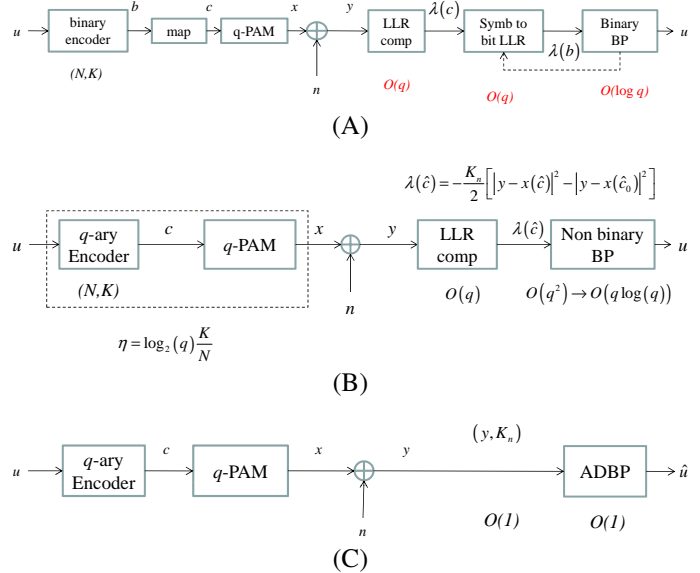 u binary encoder b map c q-PAM x y LLR comp λ(c) Symb to bit LLR λ(b) Binary BP u
(N,K) n O(q) O(q) O(log q)
(A)
λ(ĉ) = −K_n/2 [|y − x(ĉ)|² − |y − x(ĉ₀)|²]
u q-ary Encoder c q-PAM x y LLR comp λ(ĉ) Non binary BP u
(N,K) n O(q) O(q²) → O(q log(q))
η = log₂(q) K/N
(B)
(y, K_n)
u q-ary Encoder c q-PAM x y ADBP û
n O(1) O(1)
(C)